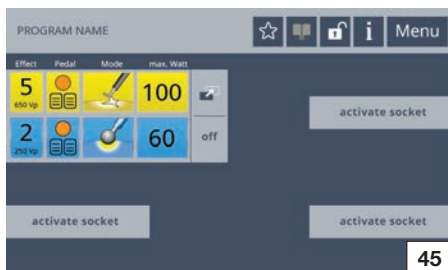 PROGRAM NAME
i Menu
Effect Pedal Mode max. Watt
5 100
650 Vp
2 60 off
250 Vp
activate socket
activate socket activate socket
45